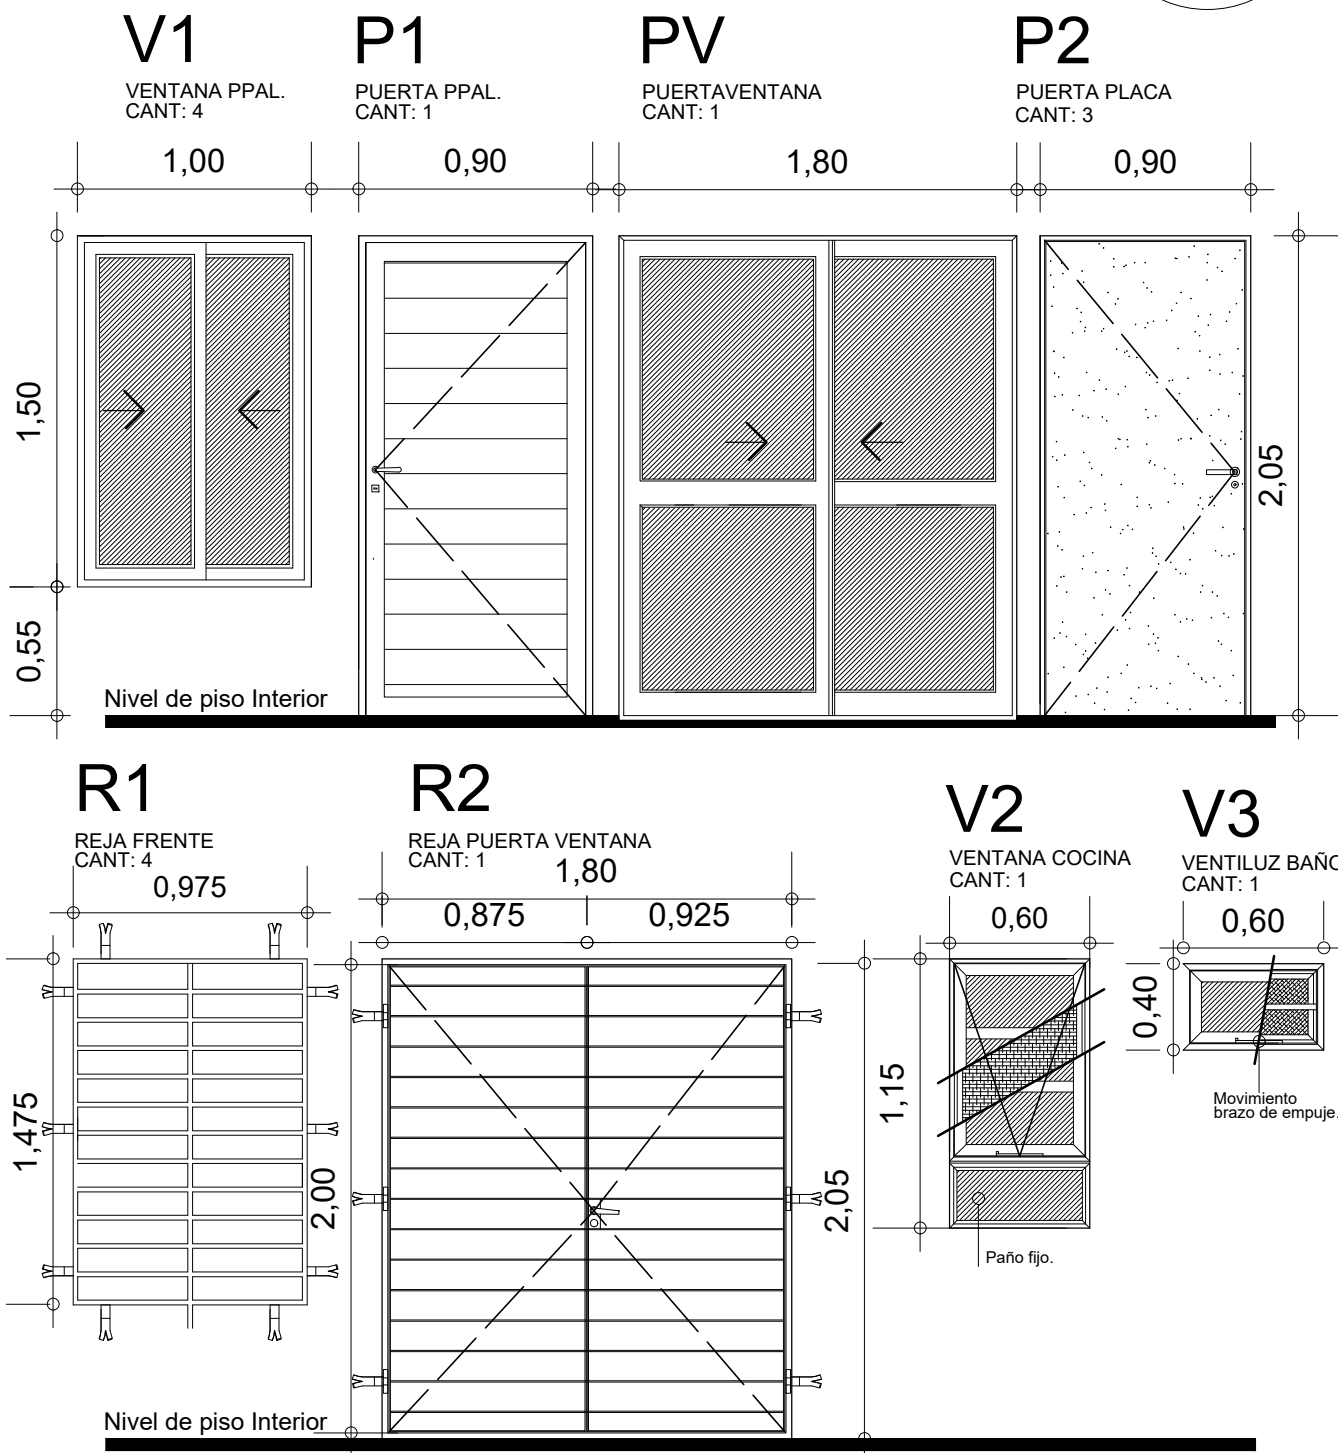 V1
VENTANA PPAL.
CANT: 4
1,00
P1
PUERTA PPAL.
CANT: 1
0,90
PV
PUERTAVENTANA
CANT: 1
1,80
P2
PUERTA PLACA
CANT: 3
0,90
1,50
0,55
2,05
Nivel de piso Interior
R1
REJA FRENTE
CANT: 4
0,975
1,475
R2
REJA PUERTA VENTANA
CANT: 1
1,80
0,875
0,925
2,00
2,05
V2
VENTANA COCINA
CANT: 1
0,60
1,15
Paño fijo.
V3
VENTILUZ BAÑO
CANT: 1
0,60
0,40
Movimiento
brazo de empuje.
Nivel de piso Interior